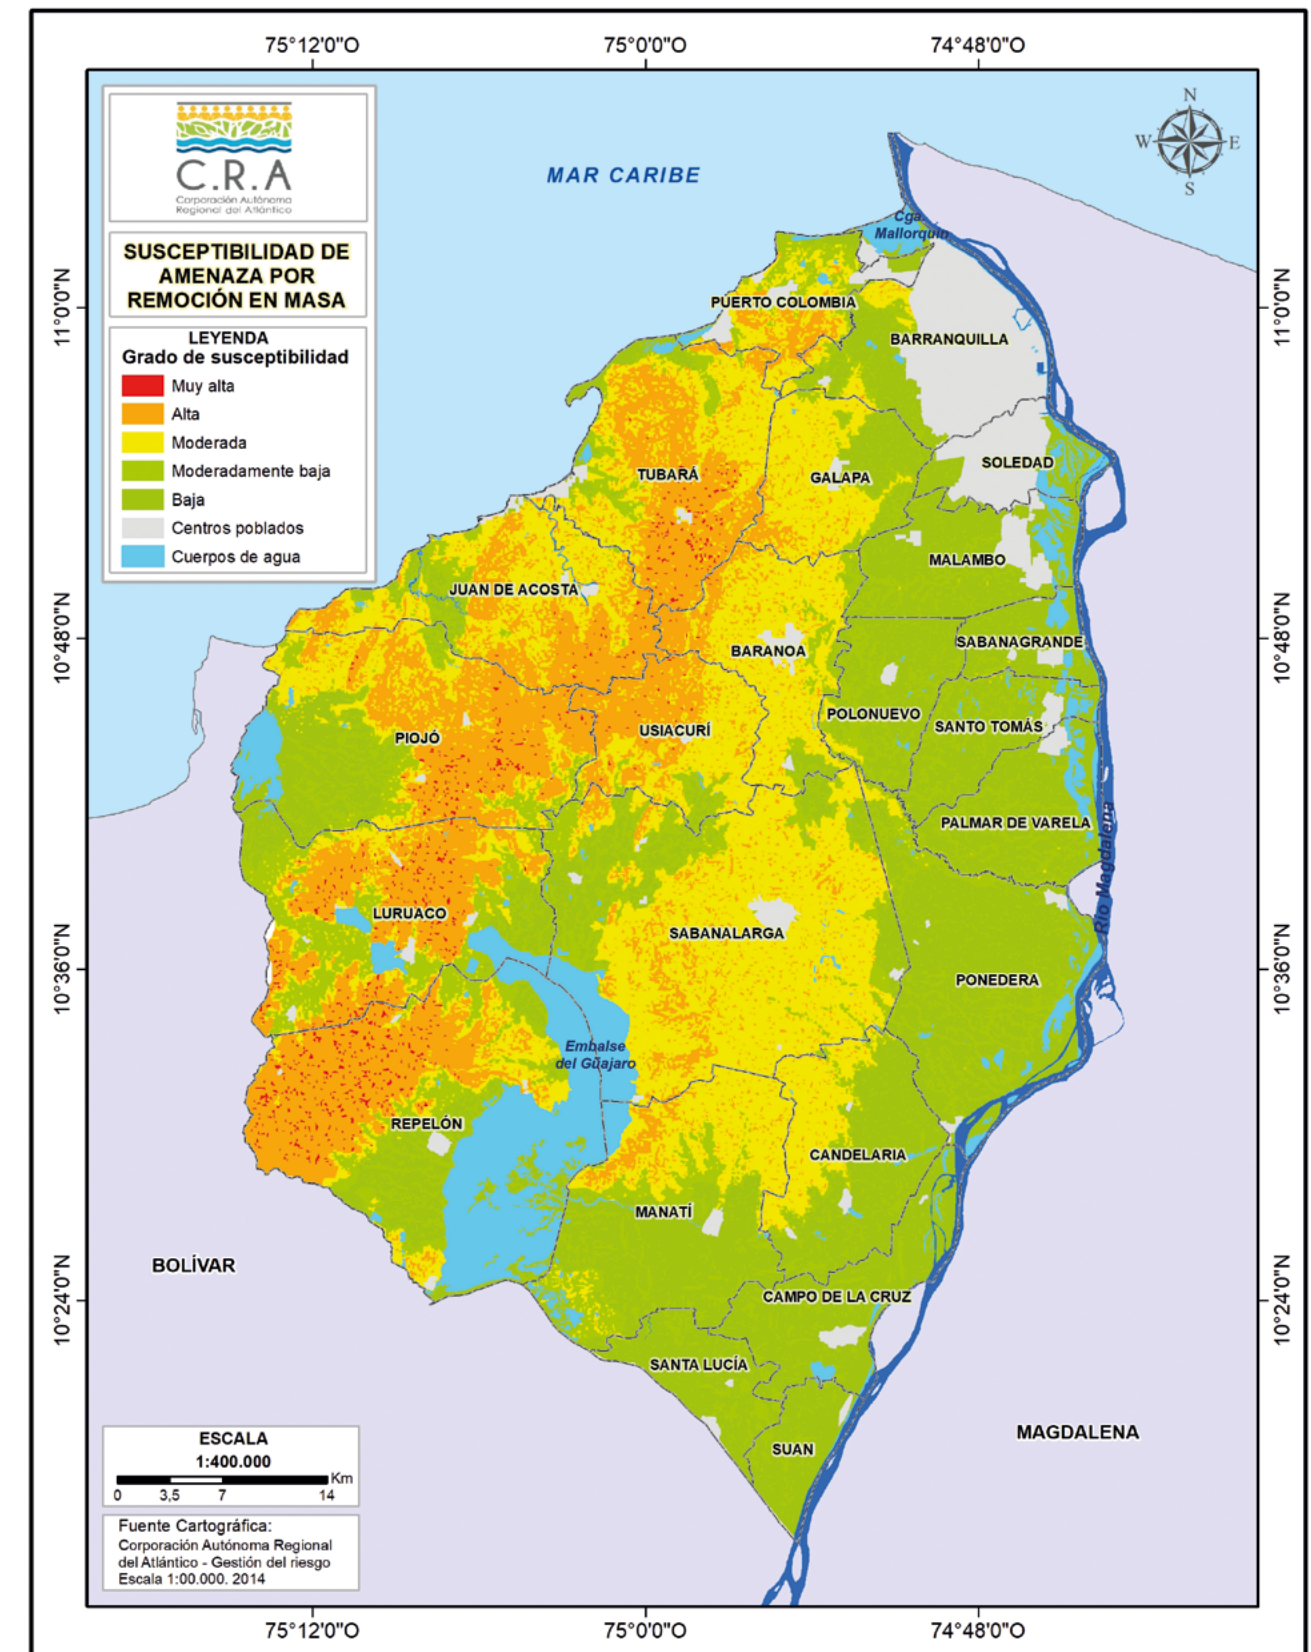 75°12'0"O
75°0'0"O
74°48'0"O
C.R.A
Corporación Autónoma
Regional del Atlántico
SUSCEPTIBILIDAD DE
AMENAZA POR
REMOCIÓN EN MASA
LEYENDA
Grado de susceptibilidad
Muy alta
Alta
Moderada
Moderadamente baja
Baja
Centros poblados
Cuerpos de agua
N
W
E
S
MAR CARIBE
Cga.
Mallorquín
11°0'0"N
11°0'0"N
PUERTO COLOMBIA
BARRANQUILLA
SOLEDAD
TUBARÁ
GALAPA
MALAMBO
JUAN DE ACOSTA
10°48'0"N
10°48'0"N
SABANAGRANDE
BARANOA
POLONUEVO
SANTO TOMÁS
USIACURÍ
PIOJÓ
PALMAR DE VARELA
Río Magdalena
LURUACO
SABANALARGA
10°36'0"N
10°36'0"N
PONEDERA
Embalse
del Güajaro
REPELÓN
CANDELARIA
MANATÍ
BOLÍVAR
10°24'0"N
10°24'0"N
CAMPO DE LA CRUZ
SANTA LUCÍA
SUAN
MAGDALENA
ESCALA
1:400.000
Km
0 3,5 7 14
Fuente Cartográfica:
Corporación Autónoma Regional
del Atlántico - Gestión del riesgo
Escala 1:00.000. 2014
75°12'0"O
75°0'0"O
74°48'0"O